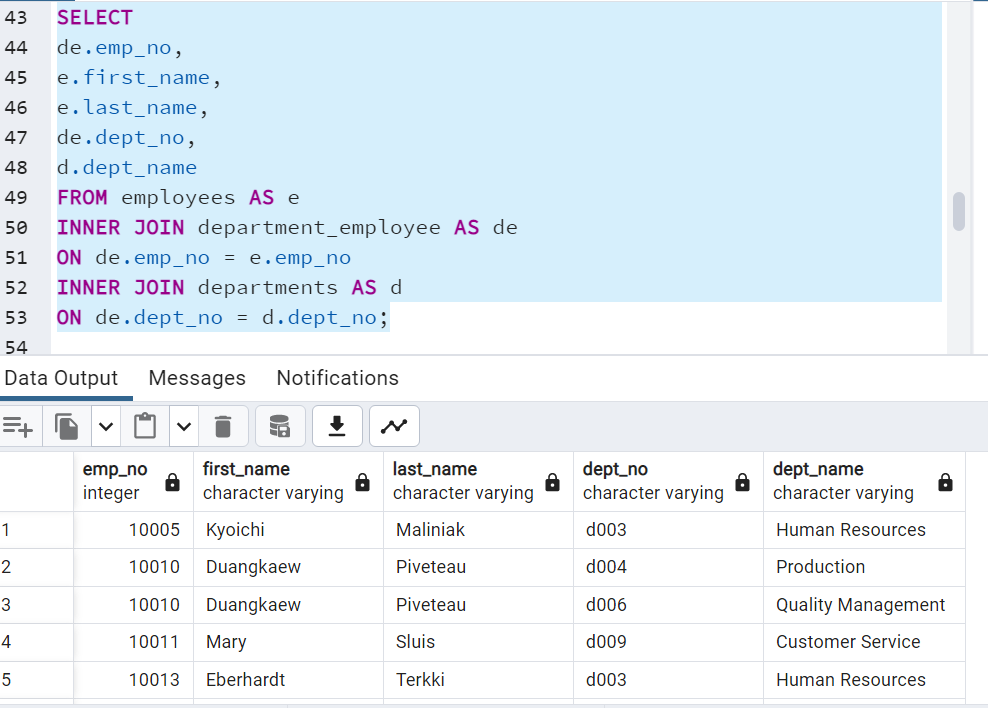 43 SELECT
44 de.emp_no,
45 e.first_name,
46 e.last_name,
47 de.dept_no,
48 d.dept_name
49 FROM employees AS e
50 INNER JOIN department_employee AS de
51 ON de.emp_no = e.emp_no
52 INNER JOIN departments AS d
53 ON de.dept_no = d.dept_no;
54
Data Output Messages Notifications
emp_no first_name last_name dept_no dept_name
integer character varying character varying character varying character varying
1 10005 Kyoichi Maliniak d003 Human Resources
2 10010 Duangkaew Piveteau d004 Production
3 10010 Duangkaew Piveteau d006 Quality Management
4 10011 Mary Sluis d009 Customer Service
5 10013 Eberhardt Terkki d003 Human Resources